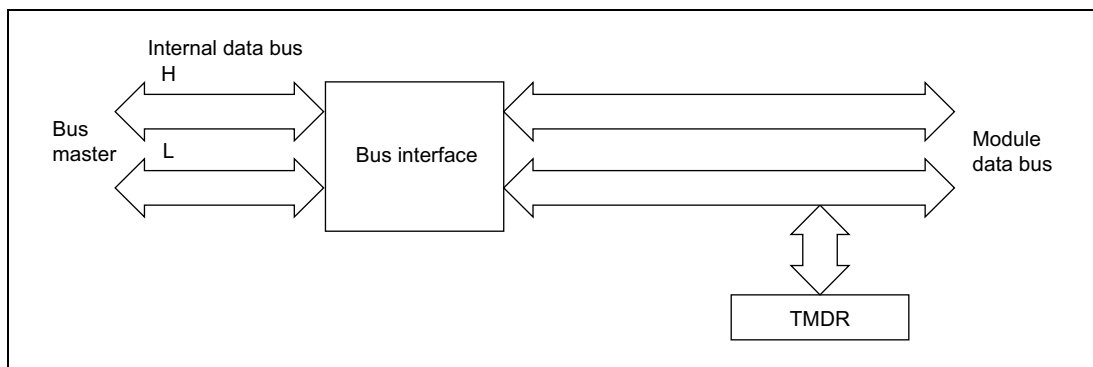 Internal data bus
H
Bus
master
L
Bus interface
Module
data bus
TMDR